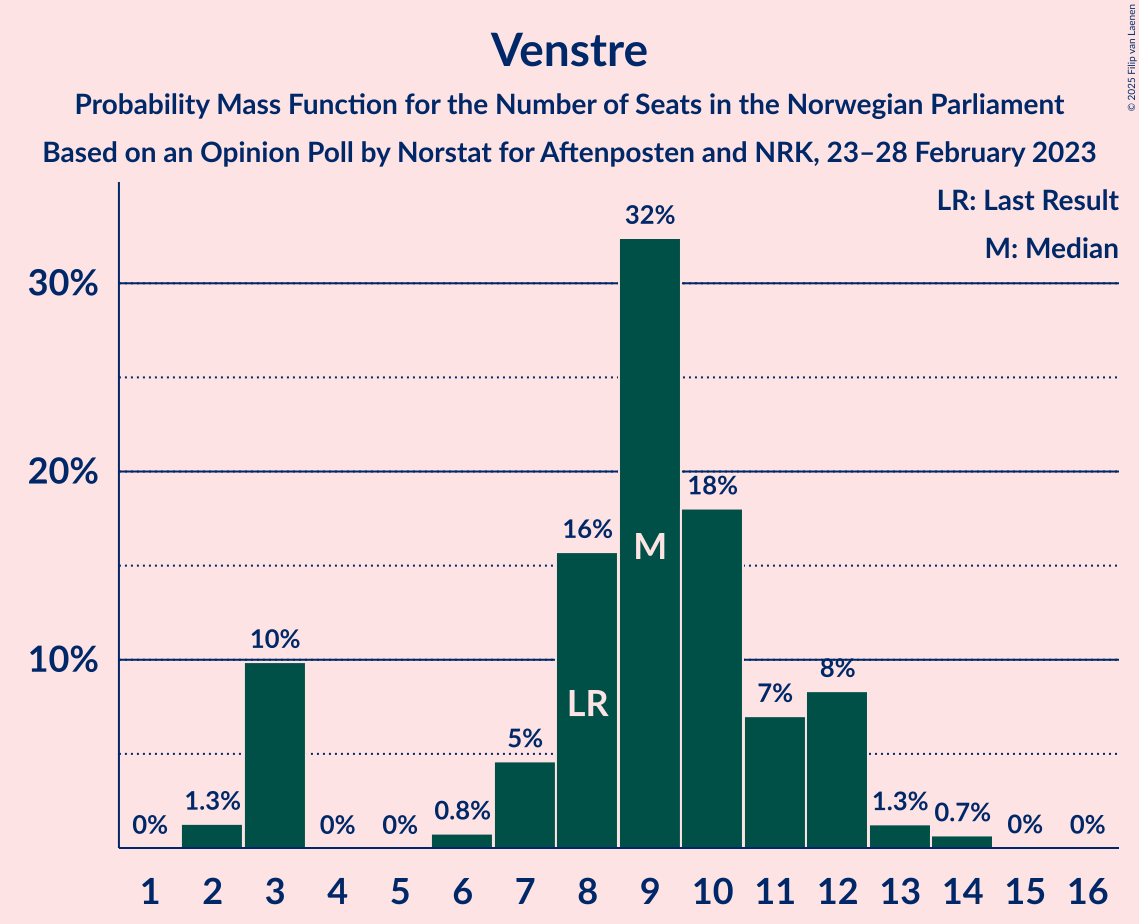 Venstre
Probability Mass Function for the Number of Seats in the Norwegian Parliament
Based on an Opinion Poll by Norstat for Aftenposten and NRK, 23–28 February 2023
© 2025 Filip van Laenen
LR: Last Result
M: Median
30%
20%
10%
0%
1.3%
10%
0%
0%
0.8%
5%
16%
32%
18%
7%
8%
1.3%
0.7%
0%
0%
LR
M
1 2 3 4 5 6 7 8 9 10 11 12 13 14 15 16